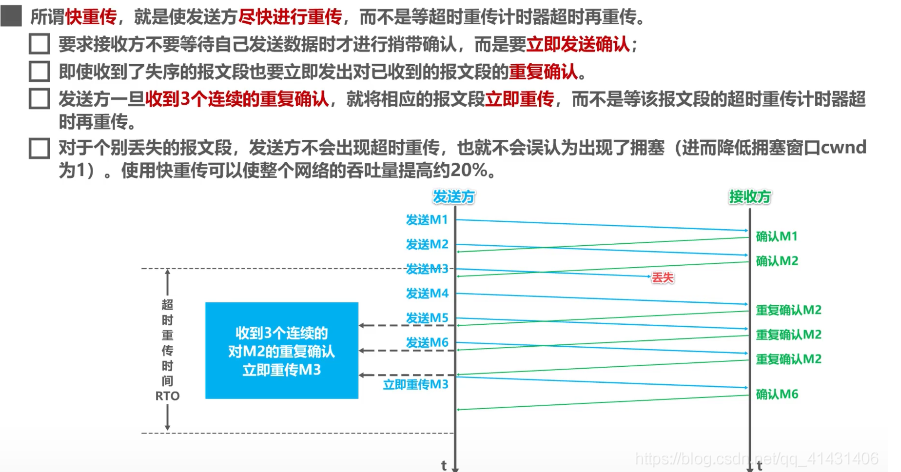 所谓快重传，就是使发送方尽快进行重传，而不是等超时重传计时器超时再重传。
要求接收方不要等待自己发送数据时才进行捎带确认，而是要立即发送确认；
即使收到了失序的报文段也要立即发出对已收到的报文段的重复确认。
发送方一旦收到3个连续的重复确认，就将相应的报文段立即重传，而不是等该报文段的超时重传计时器超
时再重传。
对于个别丢失的报文段，发送方不会出现超时重传，也就不会误认为出现了拥塞（进而降低拥塞窗口cwnd
为1）。使用快重传可以使整个网络的吞吐量提高约20%。
发送方
接收方
发送M1
确认M1
发送M2
确认M2
发送M3
丢失
发送M4
重复确认M2
发送M5
重复确认M2
发送M6
重复确认M2
立即重传M3
确认M6
超时重传时间
RTO
收到3个连续的
对M2的重复确认
立即重传M3
t
t
https://blog.csdn.net/qq_41431406